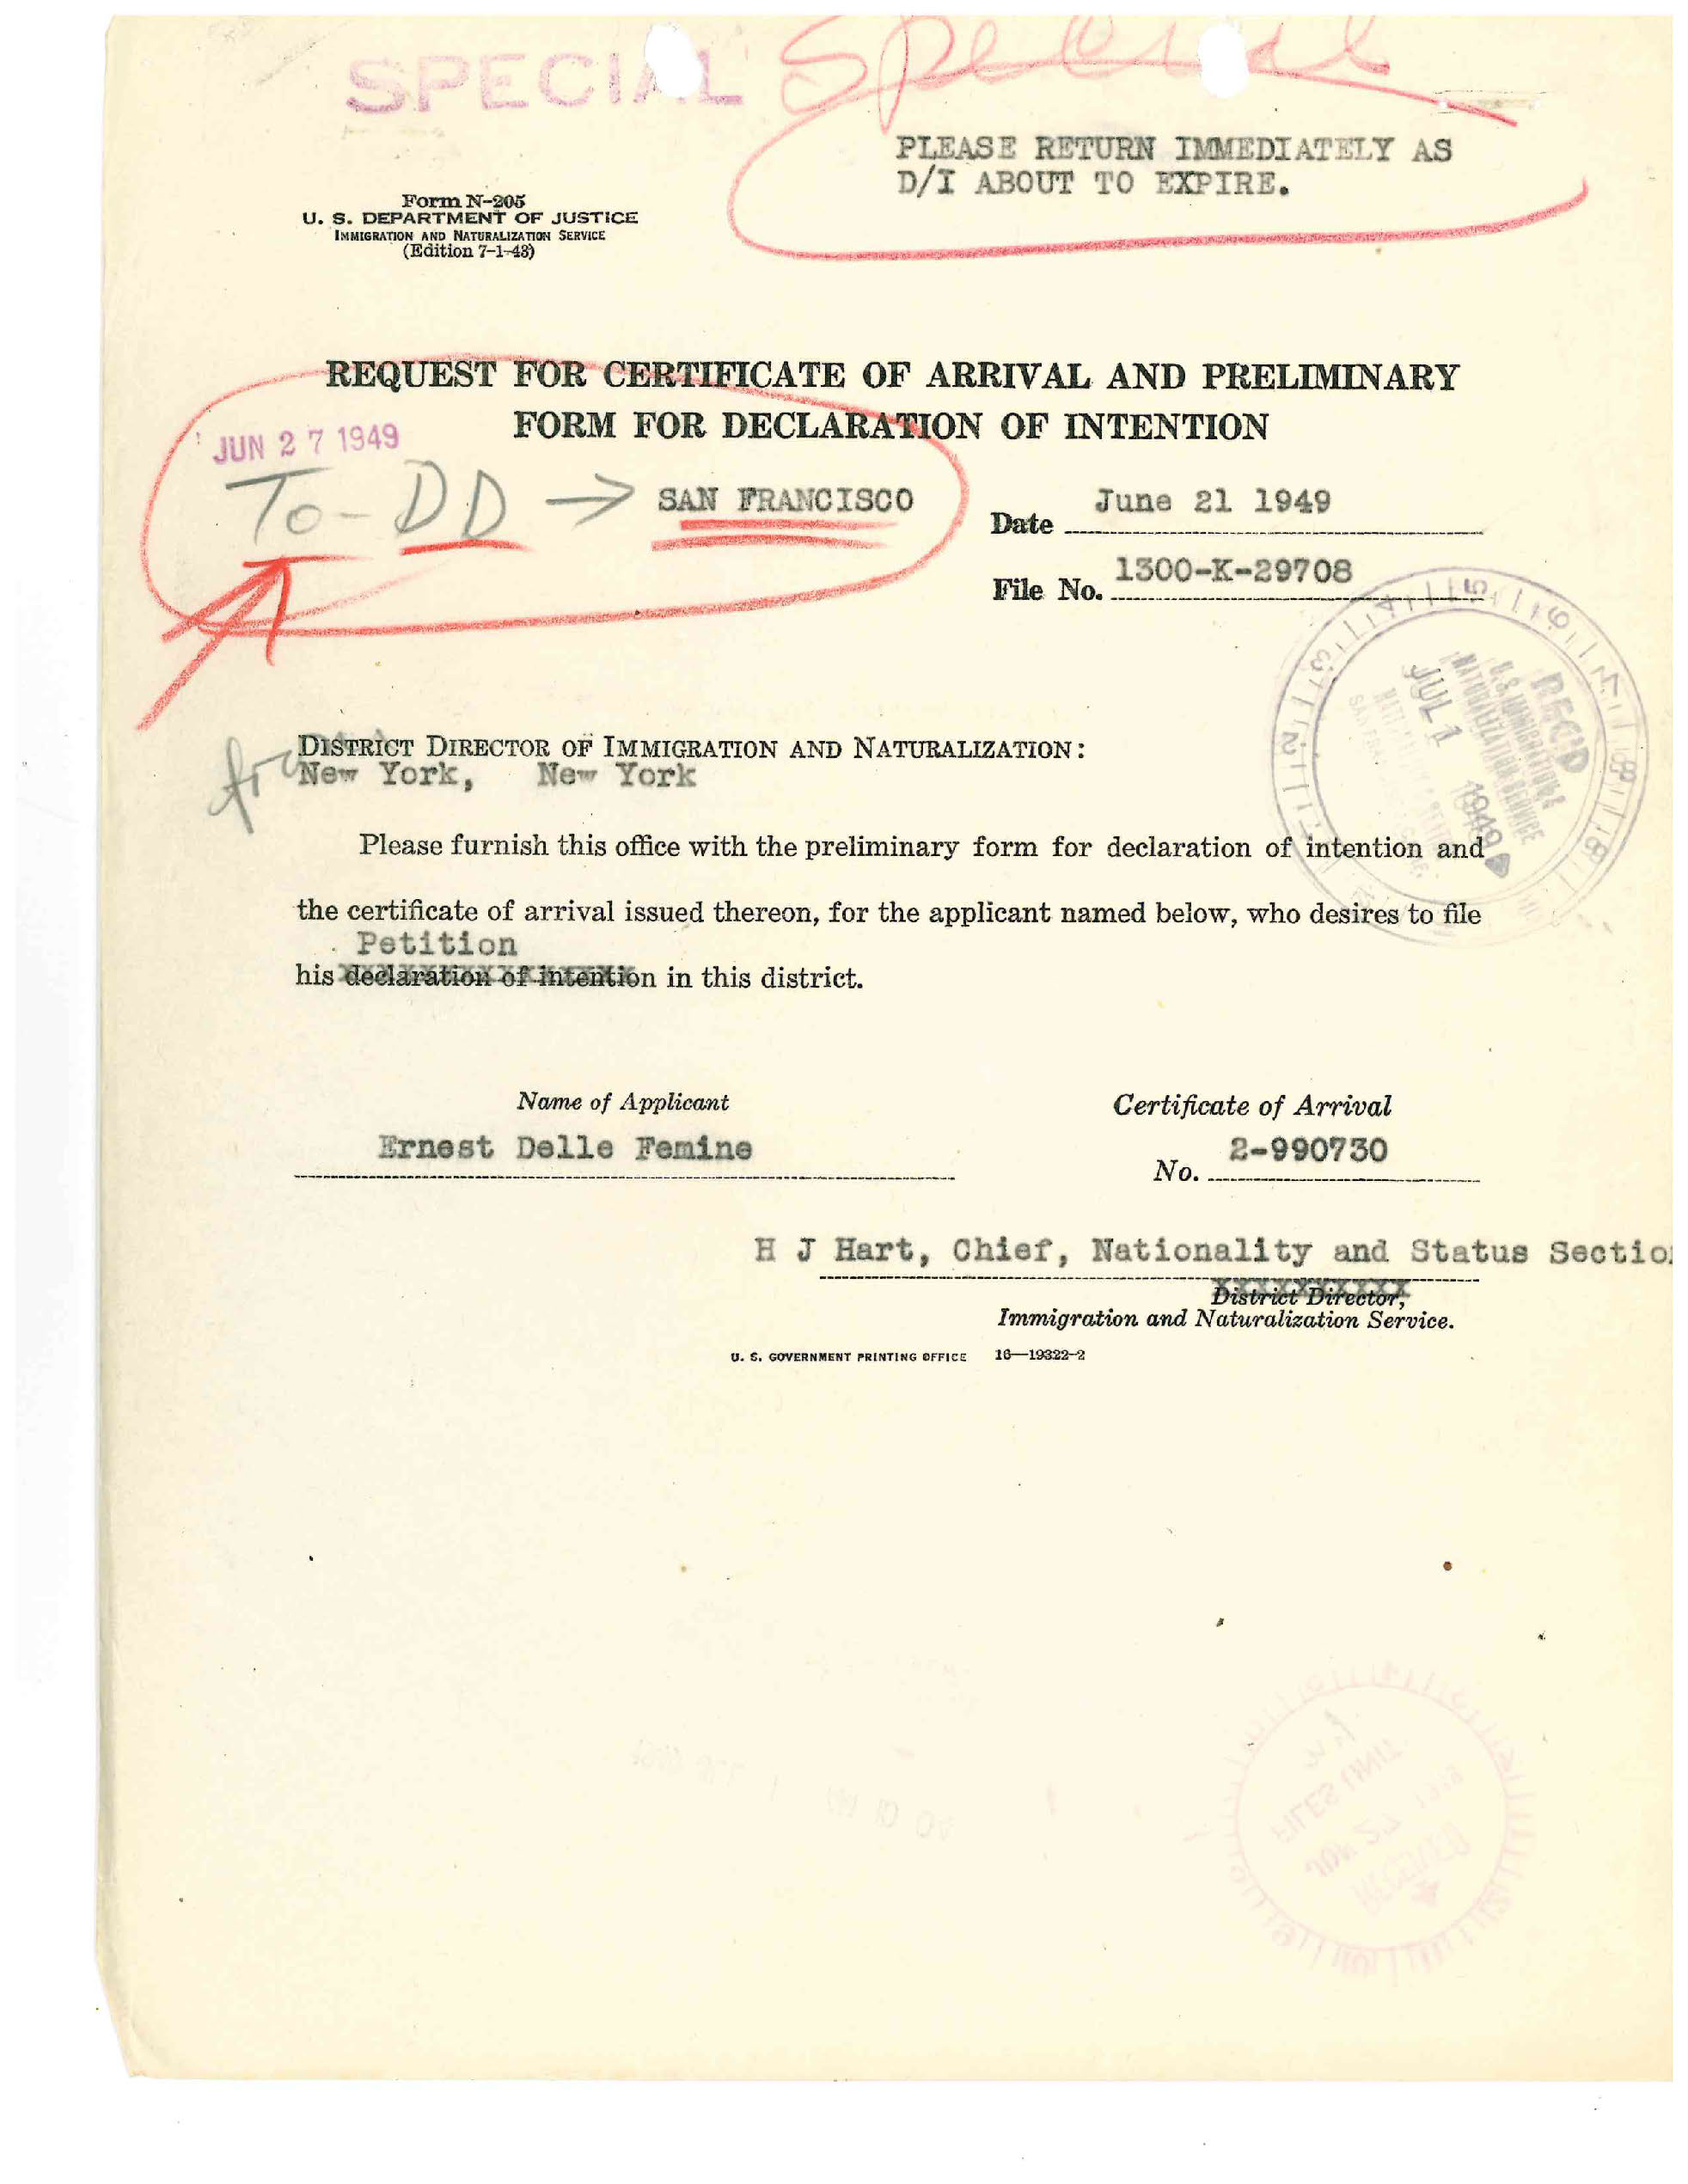 SPECIAL Special
PLEASE RETURN IMMEDIATELY AS
D/I ABOUT TO EXPIRE.
Form N-205
U. S. DEPARTMENT OF JUSTICE
IMMIGRATION AND NATURALIZATION SERVICE
(Edition 7-1-43)
REQUEST FOR CERTIFICATE OF ARRIVAL AND PRELIMINARY
FORM FOR DECLARATION OF INTENTION
JUN 27 1949
To- DD → SAN FRANCISCO
Date June 21 1949
File No. 1300-K-29708
REC'D
U.S. IMMIGRATION &
NATURALIZATION SERVICE
JUL 1 1949
from
DISTRICT DIRECTOR OF IMMIGRATION AND NATURALIZATION:
New York, New York
Please furnish this office with the preliminary form for declaration of intention and
the certificate of arrival issued thereon, for the applicant named below, who desires to file
Petition
his declaration of intention in this district.
Name of Applicant
Certificate of Arrival
Ernest Delle Femine
No. 2-990730
H J Hart, Chief, Nationality and Status Sectio
District Director,
Immigration and Naturalization Service.
U. S. GOVERNMENT PRINTING OFFICE 16—19322-2
FILES UNIT
RECEIVED